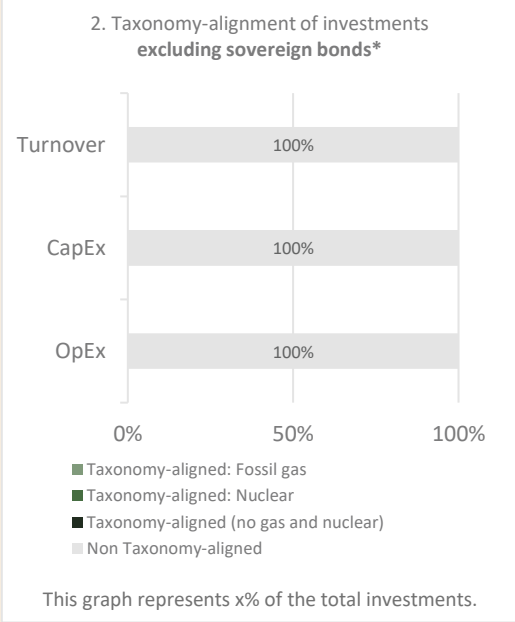 2. Taxonomy-alignment of investments
excluding sovereign bonds*
Turnover
100%
CapEx
100%
OpEx
100%
0%
50%
100%
Taxonomy-aligned: Fossil gas
Taxonomy-aligned: Nuclear
Taxonomy-aligned (no gas and nuclear)
Non Taxonomy-aligned
This graph represents x% of the total investments.